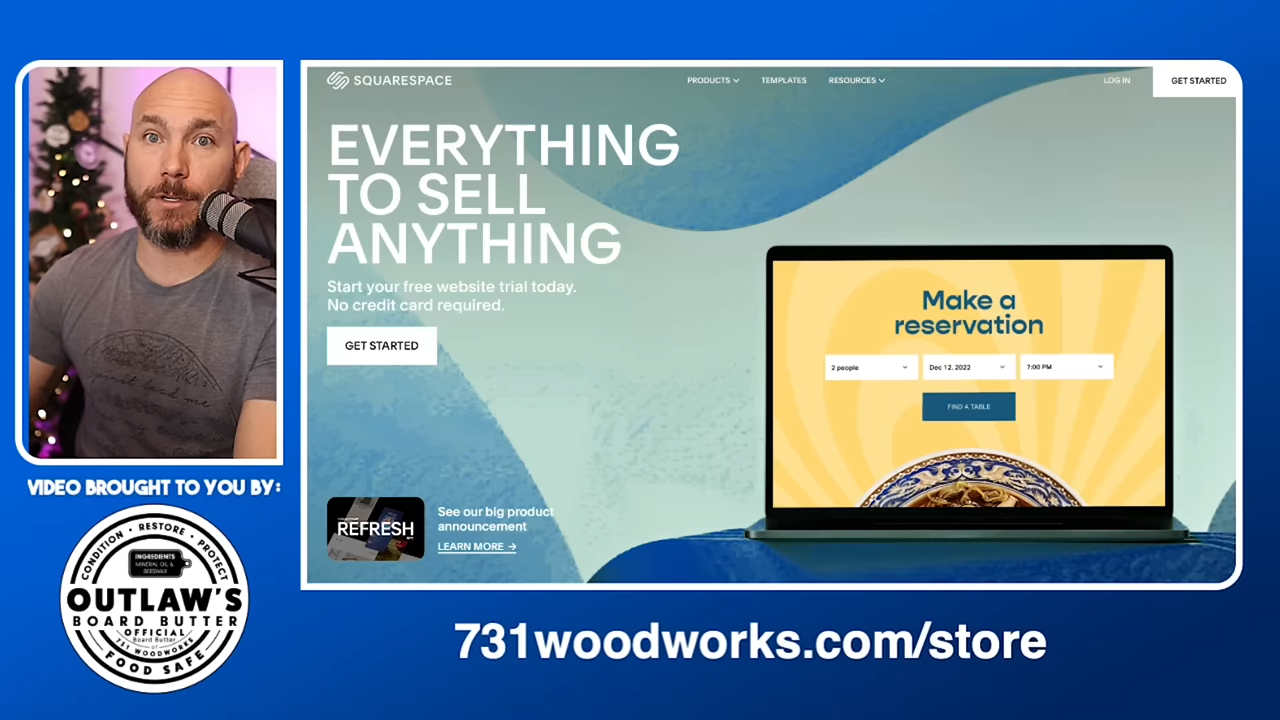 SQUARESPACE
PRODUCTS
TEMPLATES
RESOURCES
LOG IN
GET STARTED
EVERYTHING
TO SELL
ANYTHING
Start your free website trial today.
No credit card required.
GET STARTED
Make a
reservation
2 people
Dec 12, 2022
7:00 PM
FIND A TABLE
REFRESH
See our big product
announcement
LEARN MORE →
VIDEO BROUGHT TO YOU BY:
CONDITION • RESTORE • PROTECT
INGREDIENTS
MINERAL OIL &
BEESWAX
OUTLAW'S
BOARD BUTTER
OFFICIAL
Board Butter
of
731 WOODWORKS
FOOD SAFE
731woodworks.com/store